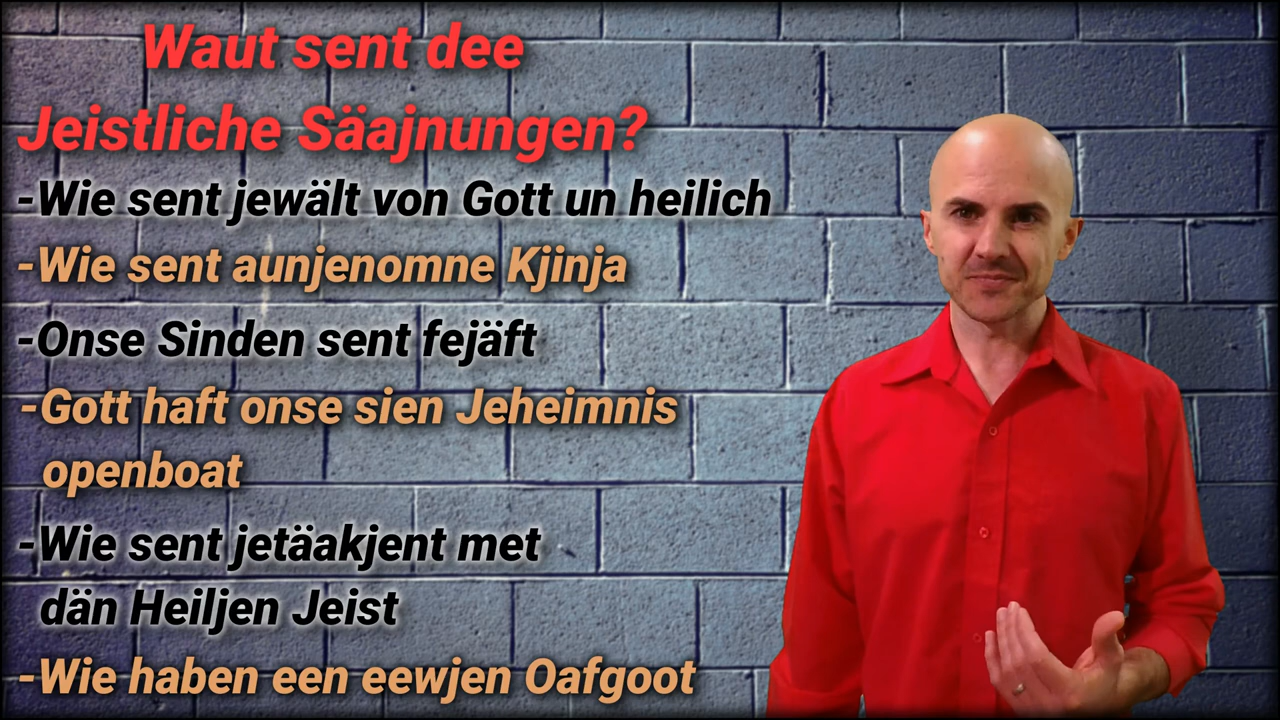 Waut sent dee
Jeistliche Säajnungen?
-Wie sent jewält von Gott un heilich
-Wie sent aunjenomne Kjinja
-Onse Sinden sent fejäft
-Gott haft onse sien Jeheimnis
openboat
-Wie sent jetäakjent met
dän Heiljen Jeist
-Wie haben een eewjen Oafgoot